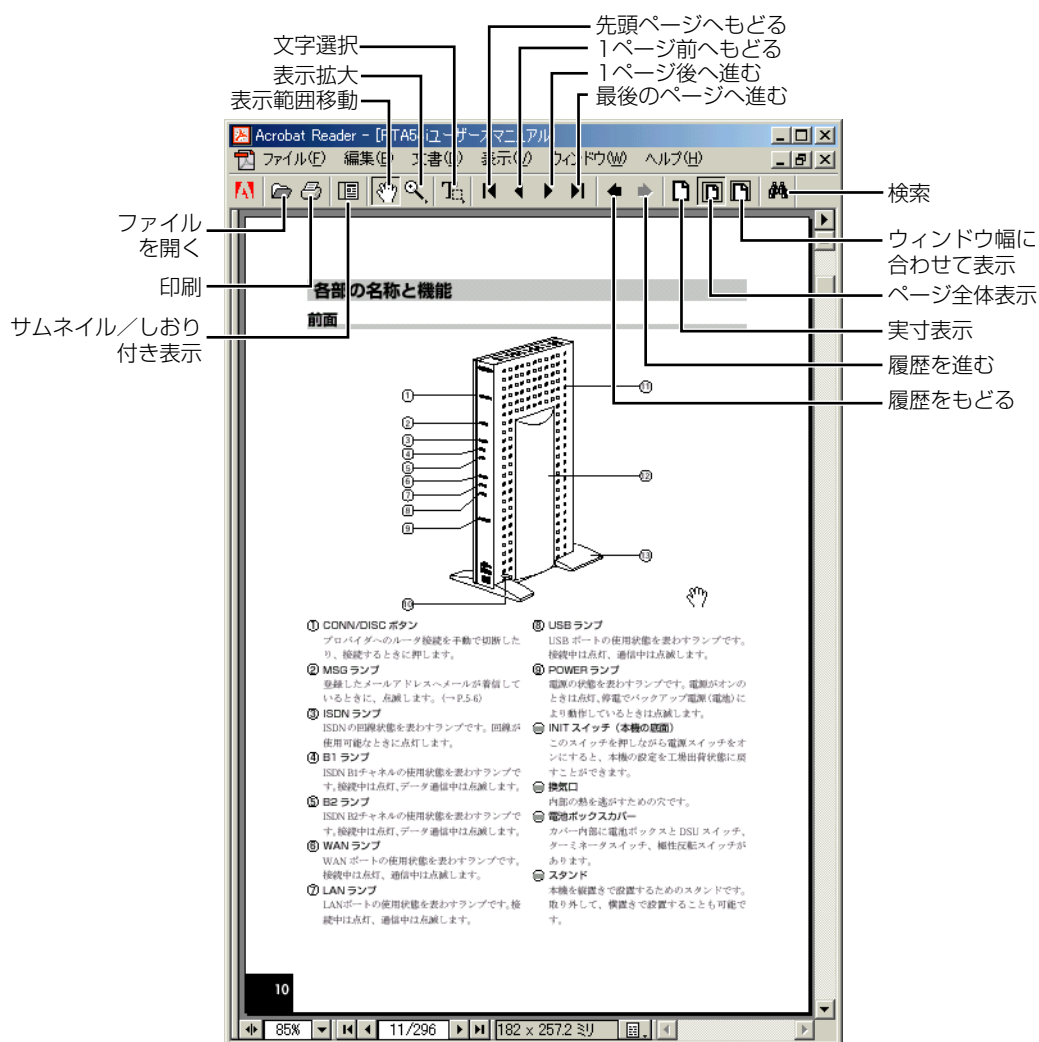 文字選択
表示拡大
表示範囲移動
先頭ページへもどる
1ページ前へもどる
1ページ後へ進む
最後のページへ進む
Acrobat Reader - [RTA54iユーザーズマニュアル]
ファイル(F) 編集(E) 文書(D) 表示(V) ウィンドウ(W) ヘルプ(H)
検索
ファイル
を開く
印刷
サムネイル／しおり
付き表示
ウィンドウ幅に
合わせて表示
ページ全体表示
実寸表示
履歴を進む
履歴をもどる
各部の名称と機能
前面
①
②
③
④
⑤
⑥
⑦
⑧
⑨
⑩
⑪
⑫
⑬
① CONN/DISC ボタン
プロバイダへのルータ接続を手動で切断した
り、接続するときに押します。
② MSG ランプ
登録したメールアドレスへメールが着信して
いるときに、点滅します。(→P.5-6)
③ ISDN ランプ
ISDNの回線状態を表わすランプです。回線が
使用可能なときに点灯します。
④ B1 ランプ
ISDN B1チャネルの使用状態を表わすランプで
す。接続中は点灯、データ通信中は点滅します。
⑤ B2 ランプ
ISDN B2チャネルの使用状態を表わすランプで
す。接続中は点灯、データ通信中は点滅します。
⑥ WAN ランプ
WAN ポートの使用状態を表わすランプです。
接続中は点灯、通信中は点滅します。
⑦ LAN ランプ
LANポートの使用状態を表わすランプです。接
続中は点灯、通信中は点滅します。
⑧ USB ランプ
USB ポートの使用状態を表わすランプです。
接続中は点灯、通信中は点滅します。
⑨ POWER ランプ
電源の状態を表わすランプです。電源がオンの
ときは点灯、停電でバックアップ電源(電池)に
より動作しているときは点滅します。
INIT スイッチ（本機の底面）
このスイッチを押しながら電源スイッチをオ
ンにすると、本機の設定を工場出荷状態に戻
すことができます。
換気口
内部の熱を逃がすための穴です。
電池ボックスカバー
カバー内部に電池ボックスと DSU スイッチ、
ターミネータスイッチ、極性反転スイッチが
あります。
スタンド
本機を縦置きで設置するためのスタンドです。
取り外して、横置きで設置することも可能で
す。
10
85% 11/296 182 x 257.2 ミリ